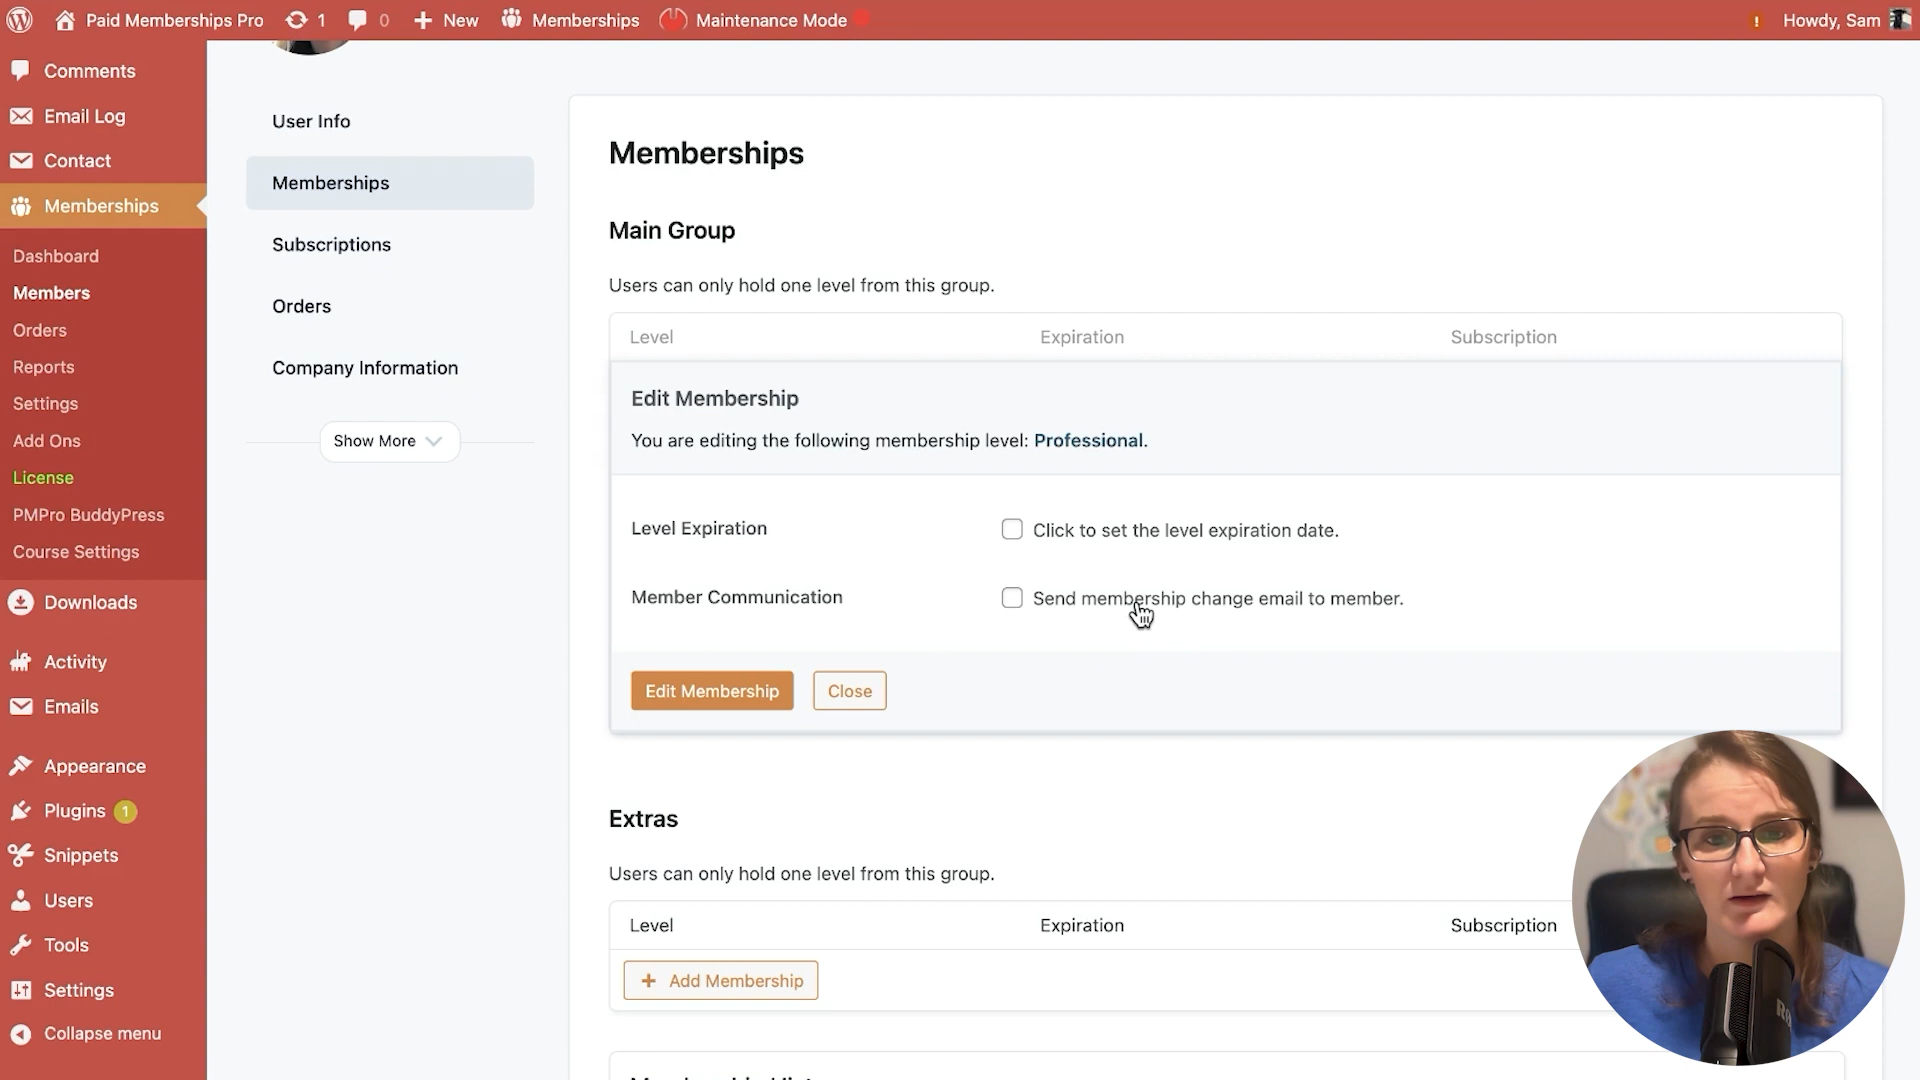 Paid Memberships Pro
1
0
New
Memberships
Maintenance Mode
!
Howdy, Sam
Comments
Email Log
Contact
Memberships
Dashboard
Members
Orders
Reports
Settings
Add Ons
License
PMPro BuddyPress
Course Settings
Downloads
Activity
Emails
Appearance
Plugins 1
Snippets
Users
Tools
Settings
Collapse menu
User Info
Memberships
Subscriptions
Orders
Company Information
Show More
Memberships
Main Group
Users can only hold one level from this group.
Level Expiration Subscription
Edit Membership
You are editing the following membership level: Professional.
Level Expiration
Click to set the level expiration date.
Member Communication
Send membership change email to member.
Edit Membership
Close
Extras
Users can only hold one level from this group.
Level Expiration Subscription
+ Add Membership